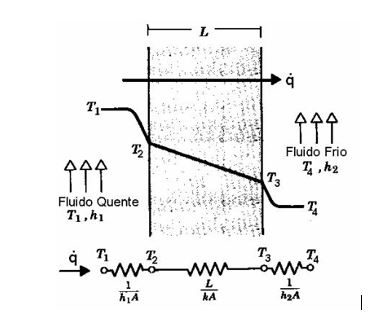 L
q̇
T₁
T₂
Fluido Frio
T₄ , h₂
T₃
Fluido Quente
T₁ , h₁
T₄
q̇ T₁ T₂ T₃ T₄
1/h₁A L/kA 1/h₂A